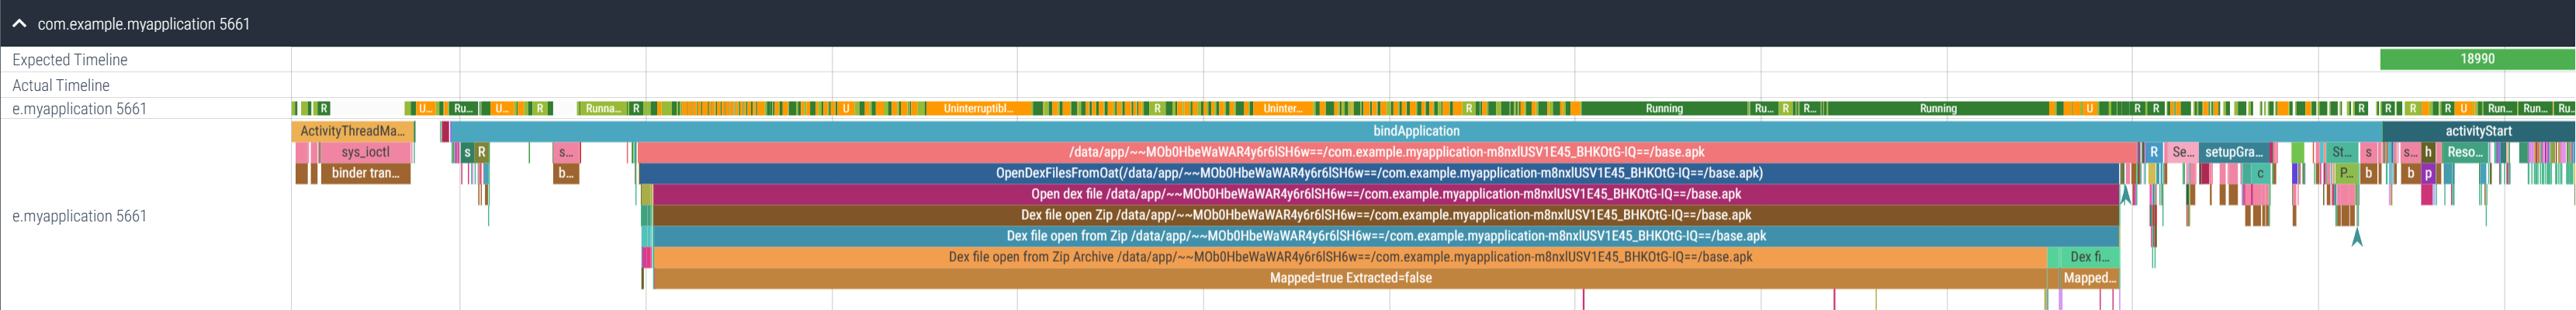 com.example.myapplication 5661
Expected Timeline
18990
Actual Timeline
e.myapplication 5661
R U... Ru... U... R Runna... R U Uninterruptibl... R Uninter... R Running Ru... R R... Running U R R R R R R U Run... Run... Ru...
ActivityThreadMa... bindApplication activityStart
sys_ioctl s R s... /data/app/~~MOb0HbeWaWAR4y6r6lSH6w==/com.example.myapplication-m8nxlUSV1E45_BHKOtG-IQ==/base.apk R Se... setupGra... St... s s... h Reso...
binder tran... b... OpenDexFilesFromOat(/data/app/~~MOb0HbeWaWAR4y6r6lSH6w==/com.example.myapplication-m8nxlUSV1E45_BHKOtG-IQ==/base.apk) c P... b b p
Open dex file /data/app/~~MOb0HbeWaWAR4y6r6lSH6w==/com.example.myapplication-m8nxlUSV1E45_BHKOtG-IQ==/base.apk
e.myapplication 5661
Dex file open Zip /data/app/~~MOb0HbeWaWAR4y6r6lSH6w==/com.example.myapplication-m8nxlUSV1E45_BHKOtG-IQ==/base.apk
Dex file open from Zip /data/app/~~MOb0HbeWaWAR4y6r6lSH6w==/com.example.myapplication-m8nxlUSV1E45_BHKOtG-IQ==/base.apk
Dex file open from Zip Archive /data/app/~~MOb0HbeWaWAR4y6r6lSH6w==/com.example.myapplication-m8nxlUSV1E45_BHKOtG-IQ==/base.apk Dex fi...
Mapped=true Extracted=false Mapped...